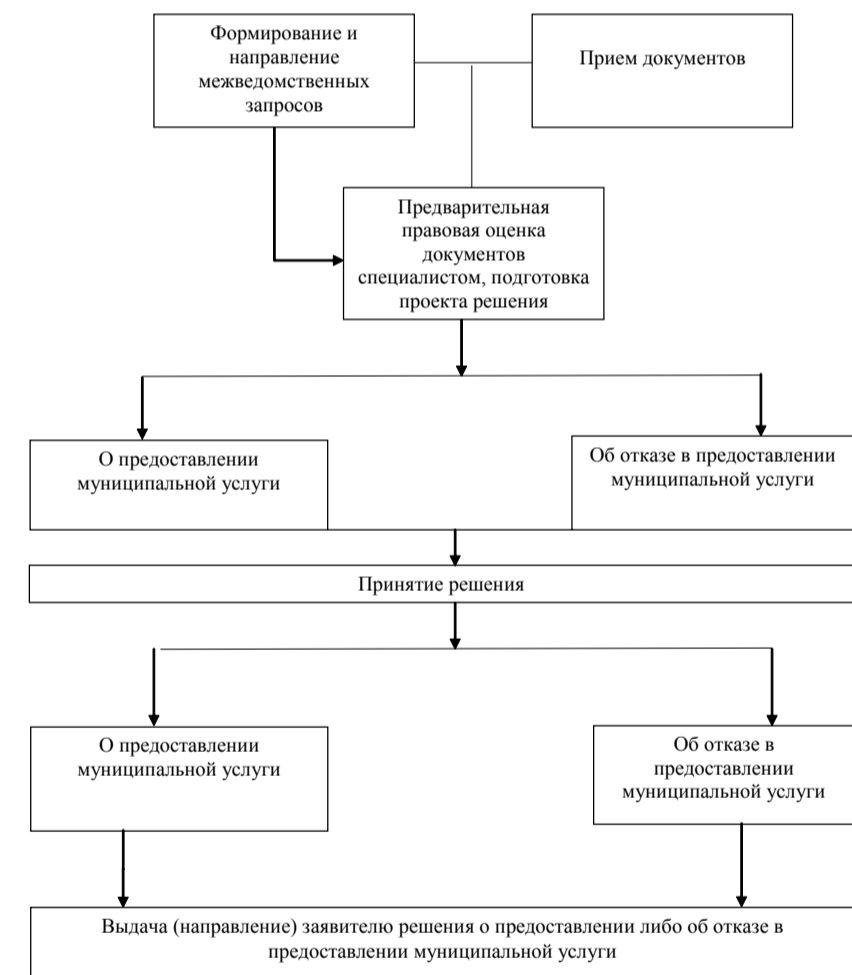 Формирование и
направление
межведомственных
запросов
Прием документов
Предварительная
правовая оценка
документов
специалистом, подготовка
проекта решения
О предоставлении
муниципальной услуги
Об отказе в предоставлении
муниципальной услуги
Принятие решения
О предоставлении
муниципальной услуги
Об отказе в
предоставлении
муниципальной услуги
Выдача (направление) заявителю решения о предоставлении либо об отказе в
предоставлении муниципальной услуги